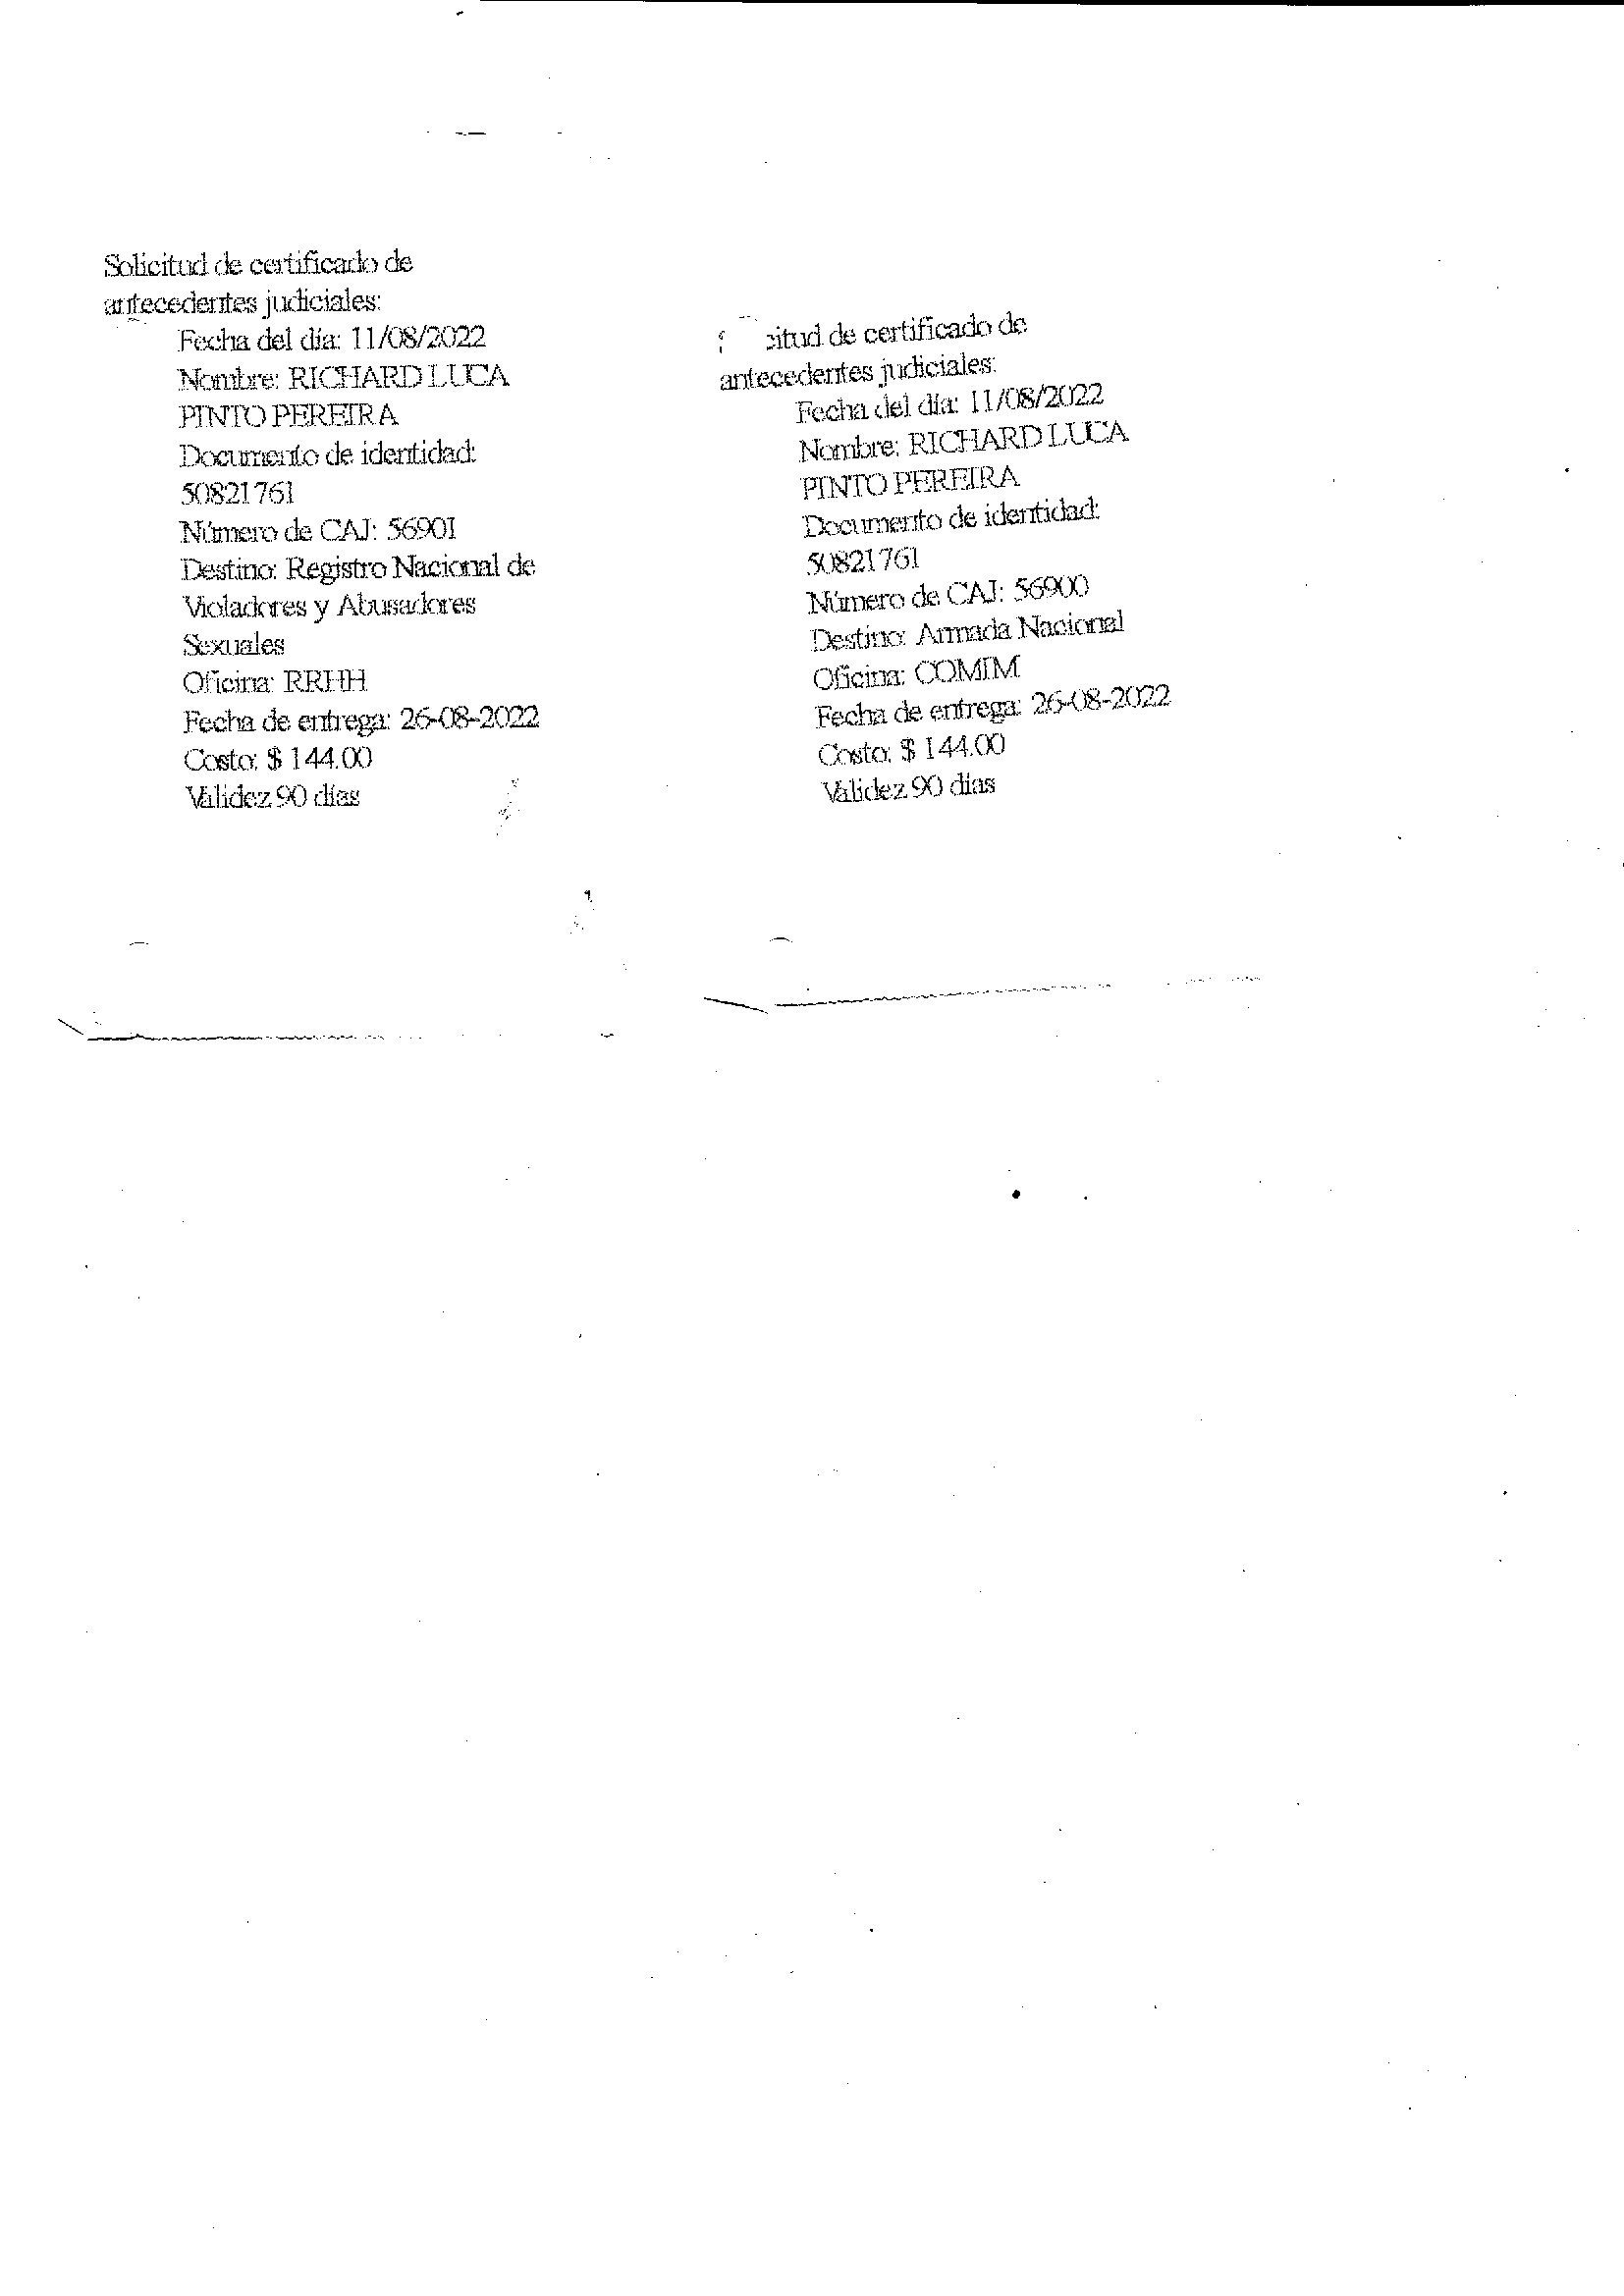 Solicitud de certificado de
antecedentes judiciales:
Fecha del día: 11/08/2022
Nombre: RICHARD LUCA
PINTO PEREIRA
Documento de identidad:
50821761
Número de CAJ: 56901
Destino: Registro Nacional de
Violadores y Abusadores
Sexuales
Oficina: RRHH
Fecha de entrega: 26-08-2022
Costo: $ 144.00
Validez 90 días
citud de certificado de
antecedentes judiciales:
Fecha del día: 11/08/2022
Nombre: RICHARD LUCA
PINTO PEREIRA
Documento de identidad:
50821761
Número de CAJ: 56900
Destino: Armada Nacional
Oficina: COMIM
Fecha de entrega: 26-08-2022
Costo: $ 144.00
Validez 90 días